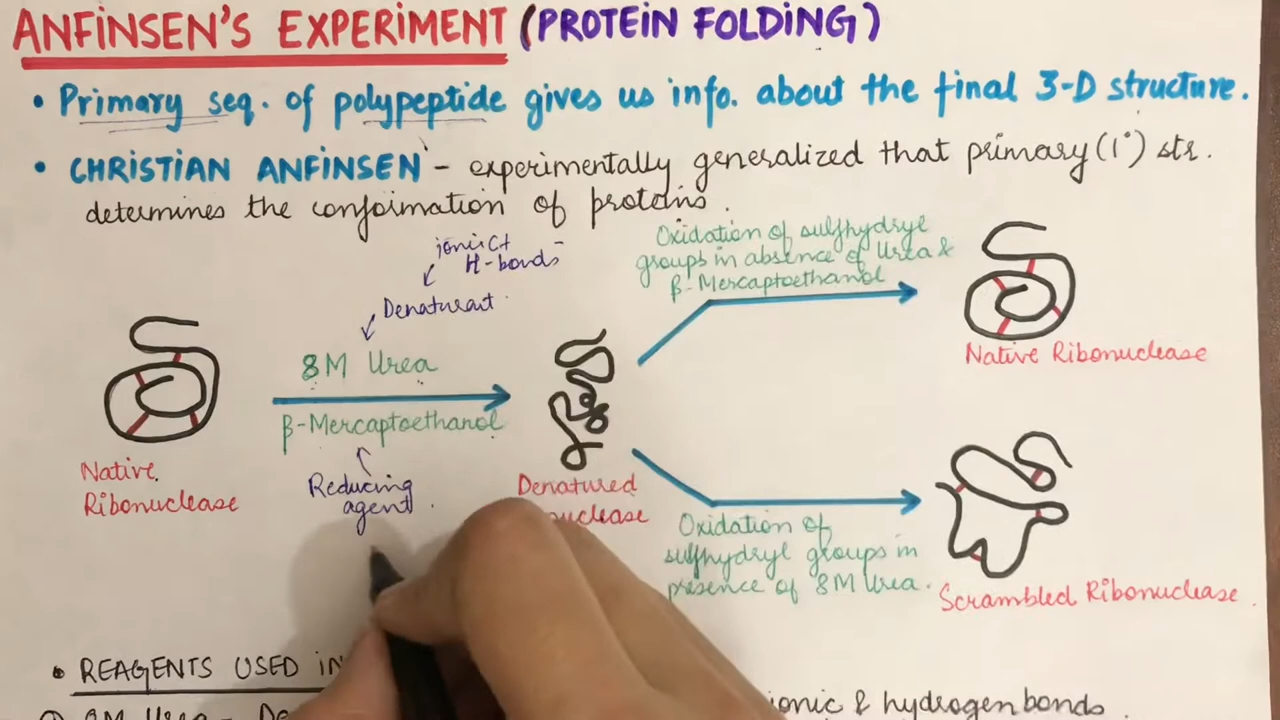 ANFINSEN'S EXPERIMENT (PROTEIN FOLDING)
• Primary seq. of polypeptide gives us info. about the final 3-D structure.
• CHRISTIAN ANFINSEN - experimentally generalized that primary (1°) str.
determines the conformation of proteins.
ionic &
H-bonds
Denaturant
8M Urea
β-Mercaptoethanol
Reducing
agent.
Native
Ribonuclease
Denatured
Oxidation of sulfhydryl
groups in absence of Urea &
β-Mercaptoethanol
Native Ribonuclease
Oxidation of
sulfhydryl groups in
presence of 8M Urea.
Scrambled Ribonuclease.
• REAGENTS USED IN
8M Urea -
ionic & hydrogen bonds.